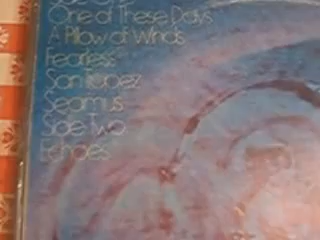 One of These Days
A Pillow of Winds
Fearless
San Tropez
Seamus
Side Two
Echoes